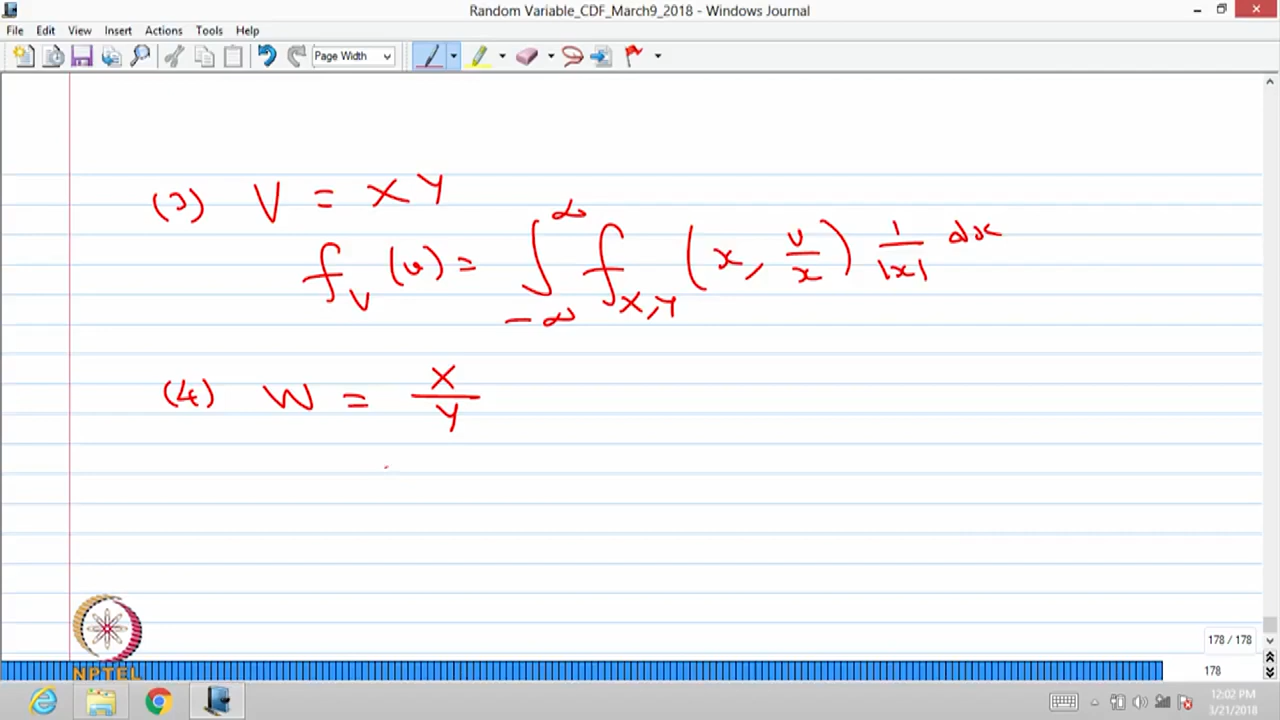 Random Variable_CDF_March9_2018 - Windows Journal
File Edit View Insert Actions Tools Help
Page Width
(3) V = XY
f_V (v) = ∫_{-∞}^{∞} f_{X,Y} (x, v/x) 1/|x| dx
(4) W = X/Y
NPTEL
178 / 178
178
12:02 PM
3/21/2018